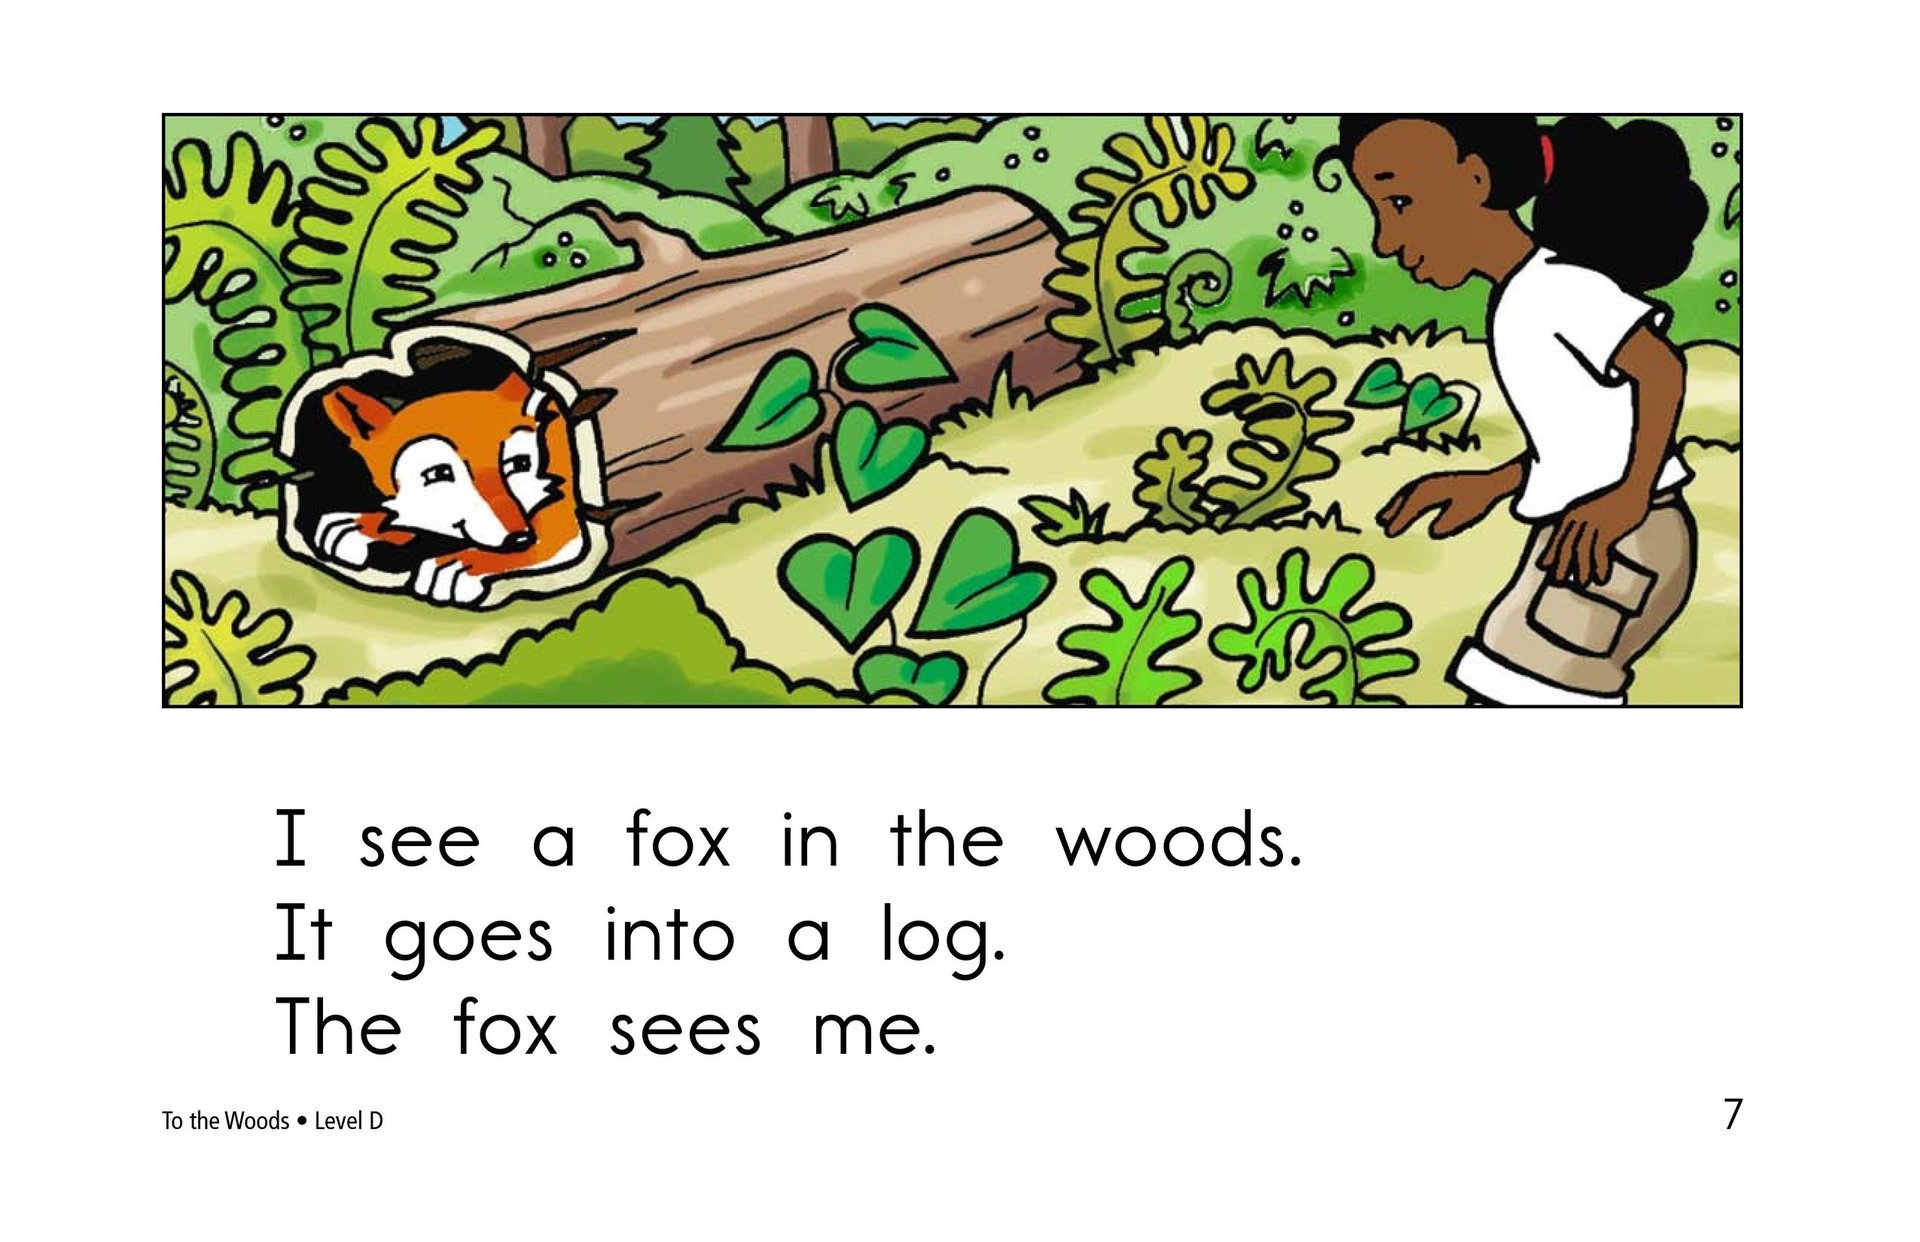 I see a fox in the woods.
It goes into a log.
The fox sees me.
To the Woods • Level D
7